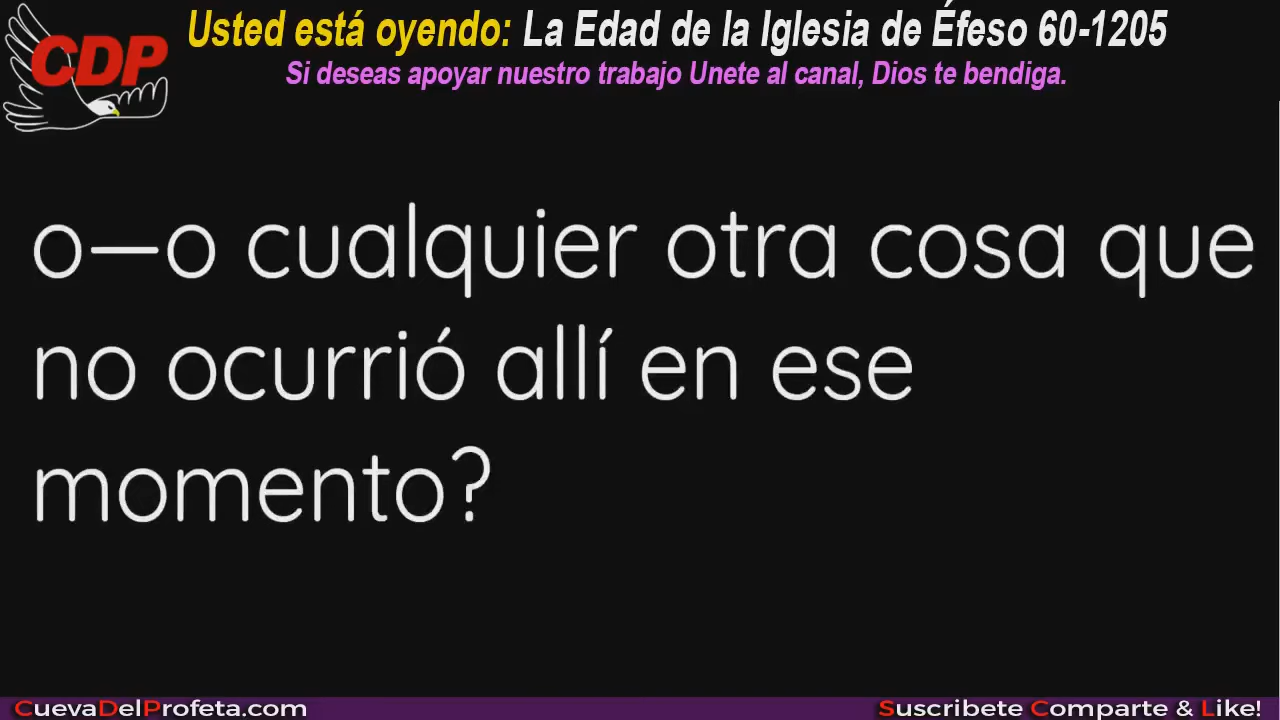 CDP
Usted está oyendo: La Edad de la Iglesia de Éfeso 60-1205
Si deseas apoyar nuestro trabajo Unete al canal, Dios te bendiga.
o—o cualquier otra cosa que
no ocurrió allí en ese
momento?
CuevaDelProfeta.com
Suscribete Comparte & Like!